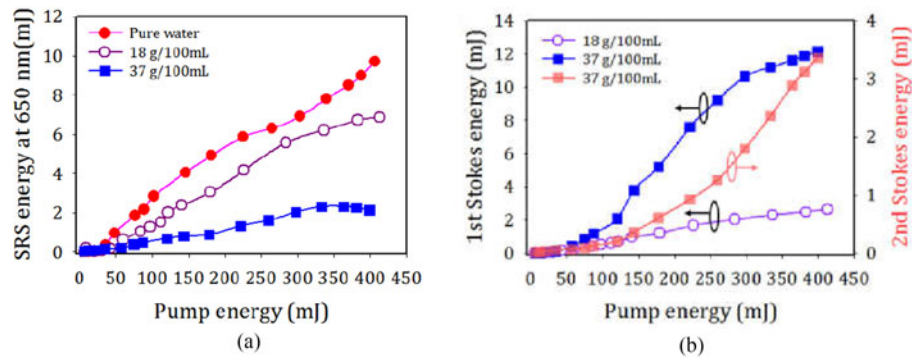 12
10
8
6
4
2
0
SRS energy at 650 nm(mJ)
Pure water
18 g/100mL
37 g/100mL
0 50 100 150 200 250 300 350 400 450
Pump energy (mJ)
(a)
14
12
10
8
6
4
2
0
1st Stokes energy (mJ)
18 g/100mL
37 g/100mL
37 g/100mL
4
3
2
1
0
2nd Stokes energy (mJ)
0 50 100 150 200 250 300 350 400 450
Pump energy (mJ)
(b)